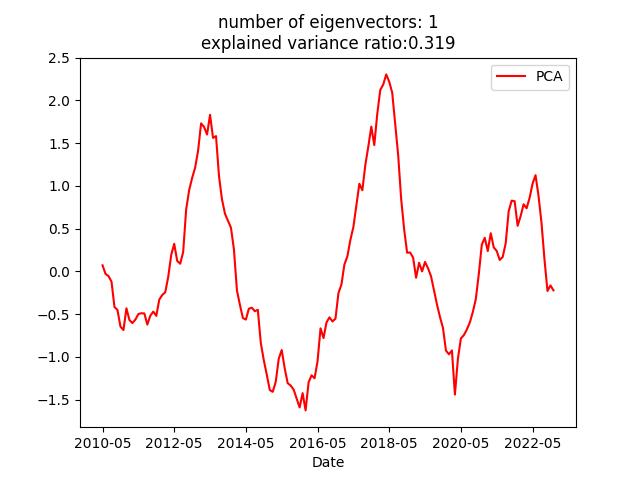 number of eigenvectors: 1
explained variance ratio:0.319
PCA
2.5
2.0
1.5
1.0
0.5
0.0
−0.5
−1.0
−1.5
2010-05 2012-05 2014-05 2016-05 2018-05 2020-05 2022-05
Date